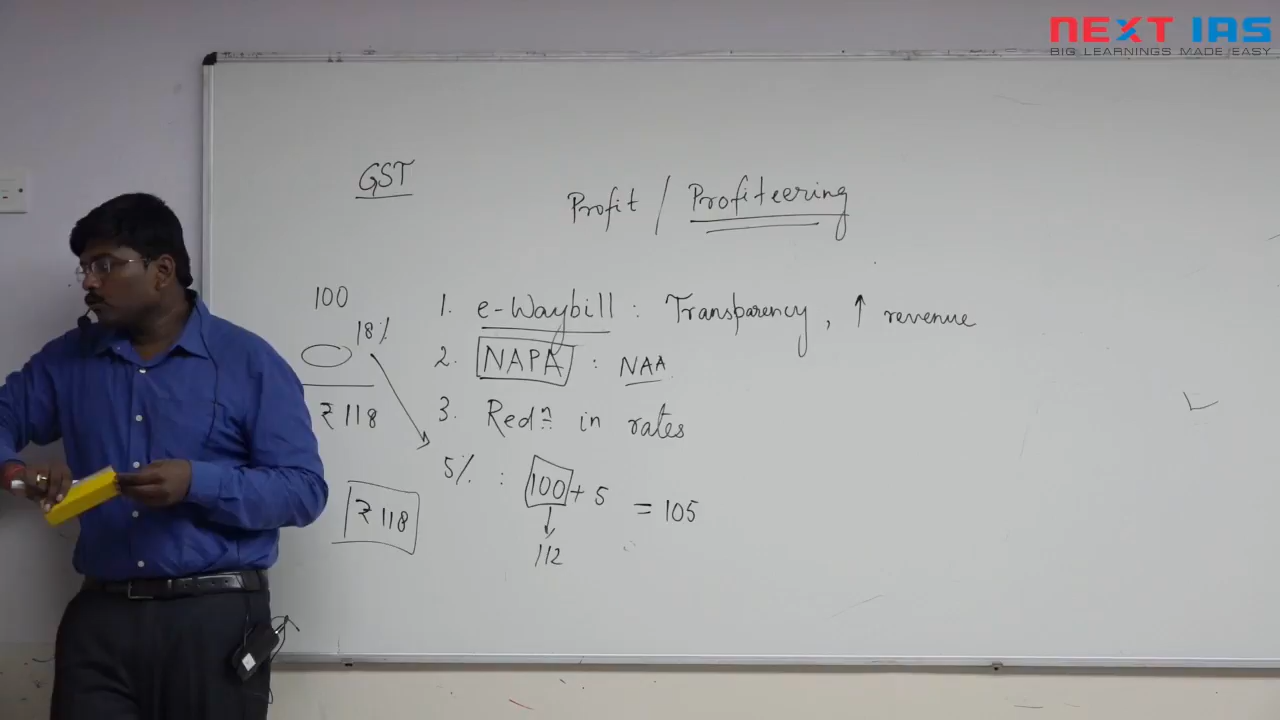 NEXT IAS
BIG LEARNINGS MADE EASY
GST
Profit / Profiteering
100
18%
₹ 118
1. e-Waybill : Transparency, ↑ revenue
2. NAPA : NAA
3. Redn in rates
5% : 100 + 5 = 105
112
₹ 118